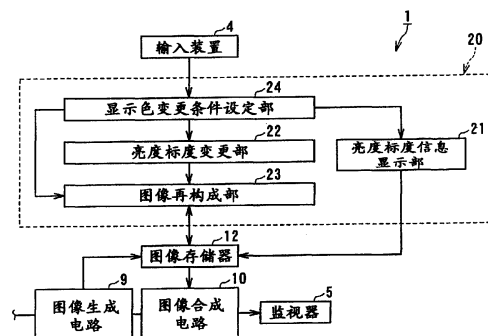 4
输入装置
1
20
24
显示色变更条件设定部
22
亮度标度变更部
21
亮度标度信息
显示部
23
图像再构成部
12
图像存储器
9
图像生成
电路
10
图像合成
电路
5
监视器